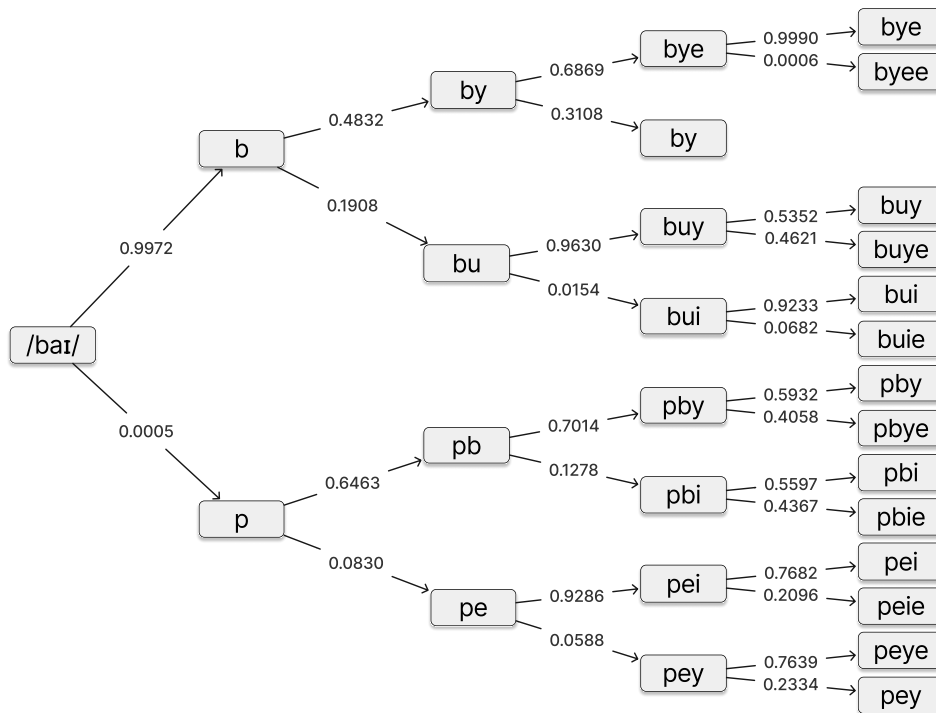 /baɪ/
0.9972
0.0005
b
p
0.4832
0.1908
0.6463
0.0830
by
bu
pb
pe
0.6869
0.3108
0.9630
0.0154
0.7014
0.1278
0.9286
0.0588
bye
by
buy
bui
pby
pbi
pei
pey
0.9990
0.0006
0.5352
0.4621
0.9233
0.0682
0.5932
0.4058
0.5597
0.4367
0.7682
0.2096
0.7639
0.2334
bye
byee
buy
buye
bui
buie
pby
pbye
pbi
pbie
pei
peie
peye
pey